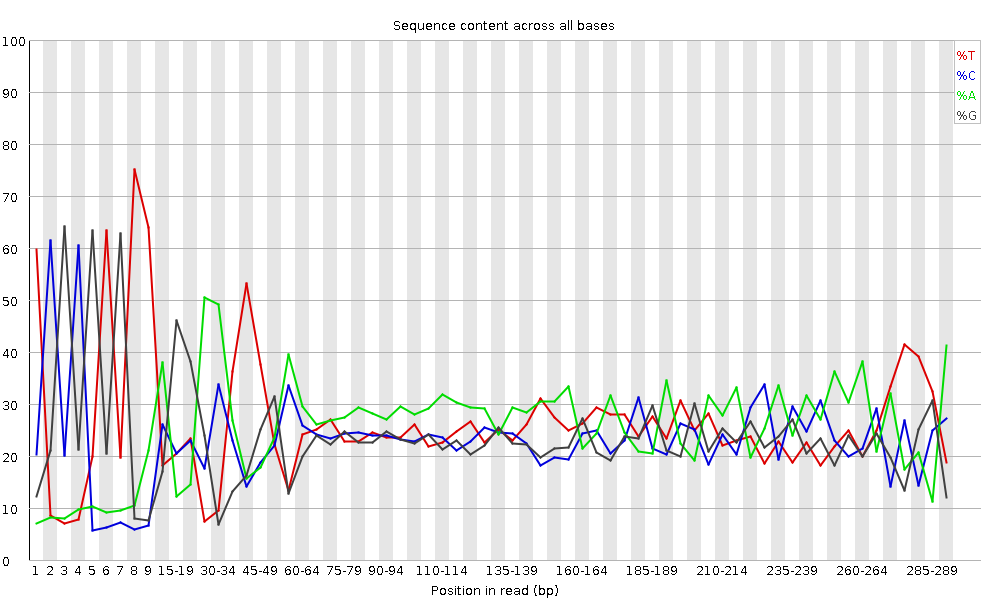 Sequence content across all bases
100
90
80
70
60
50
40
30
20
10
0
%T
%C
%A
%G
1 2 3 4 5 6 7 8 9 15-19 30-34 45-49 60-64 75-79 90-94 110-114 135-139 160-164 185-189 210-214 235-239 260-264 285-289
Position in read (bp)